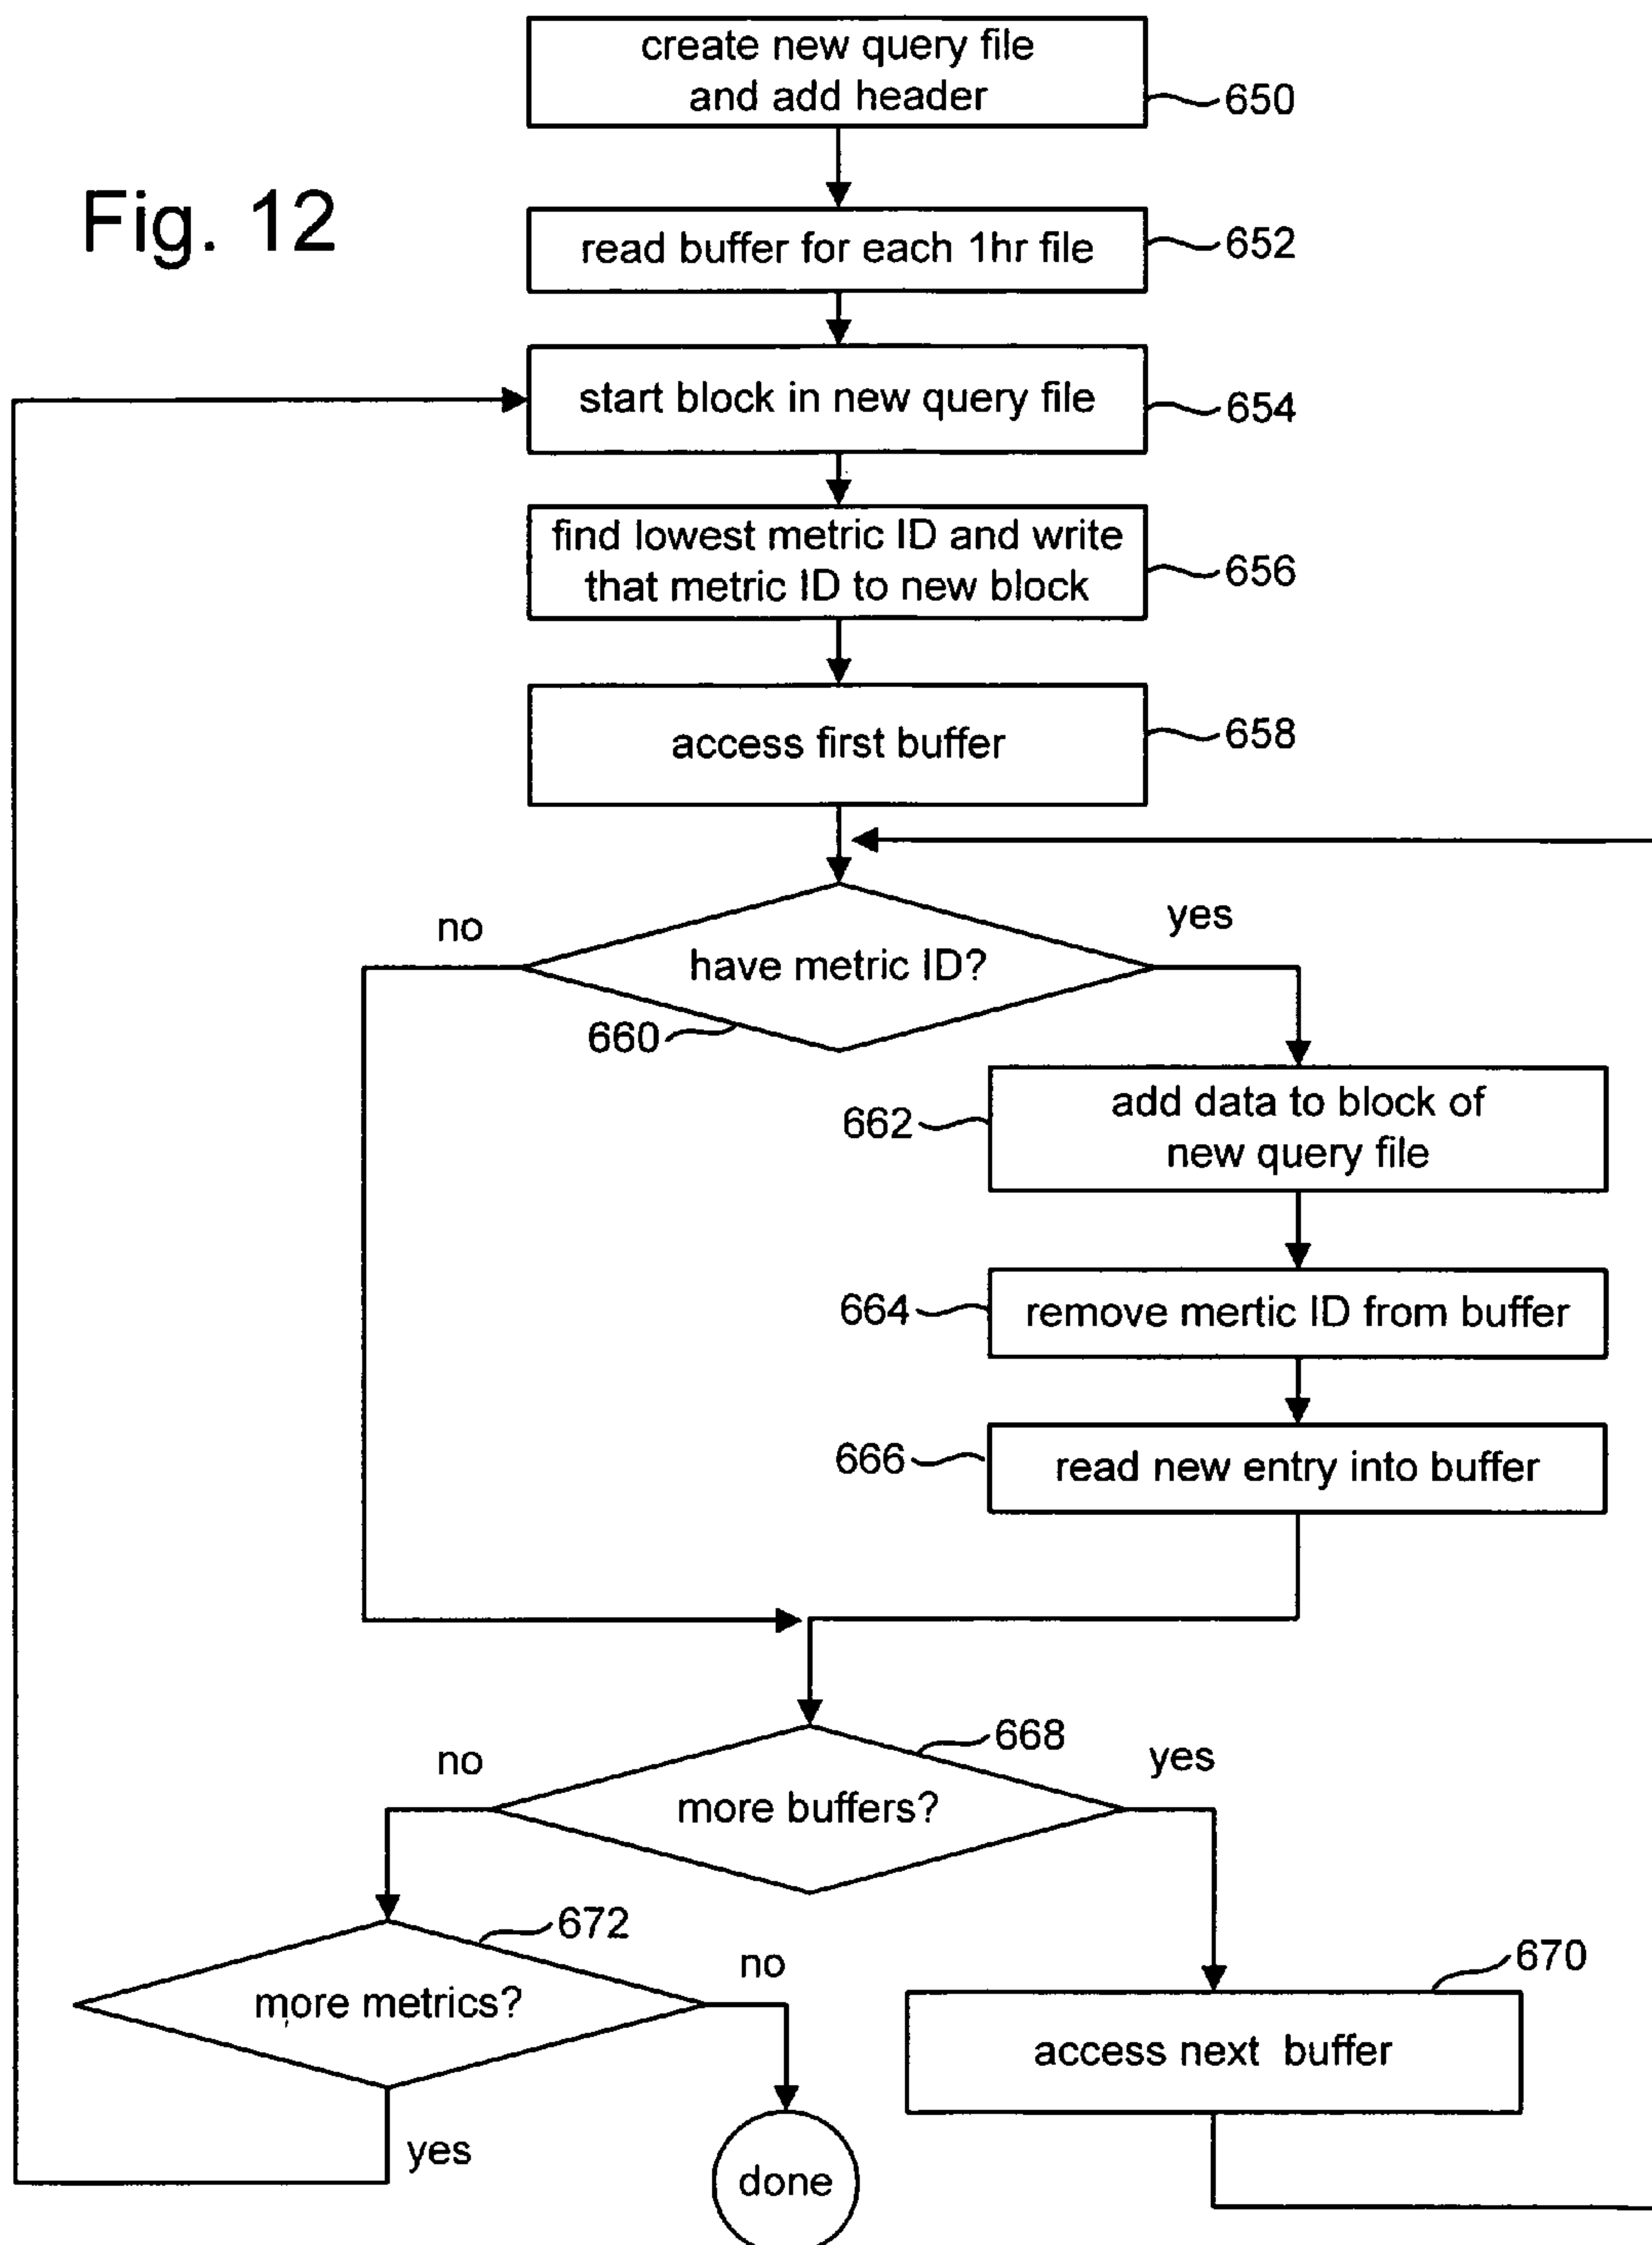 create new query file
and add header
650
Fig. 12
read buffer for each 1hr file
652
start block in new query file
654
find lowest metric ID and write
that metric ID to new block
656
access first buffer
658
no
yes
have metric ID?
660
add data to block of
new query file
662
664
remove mertic ID from buffer
666
read new entry into buffer
668
no
yes
more buffers?
672
no
670
more metrics?
access next buffer
yes
done